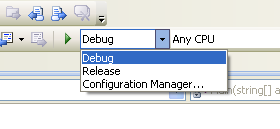 Debug
Any CPU
Debug
Release
Configuration Manager...
Main(string[] a